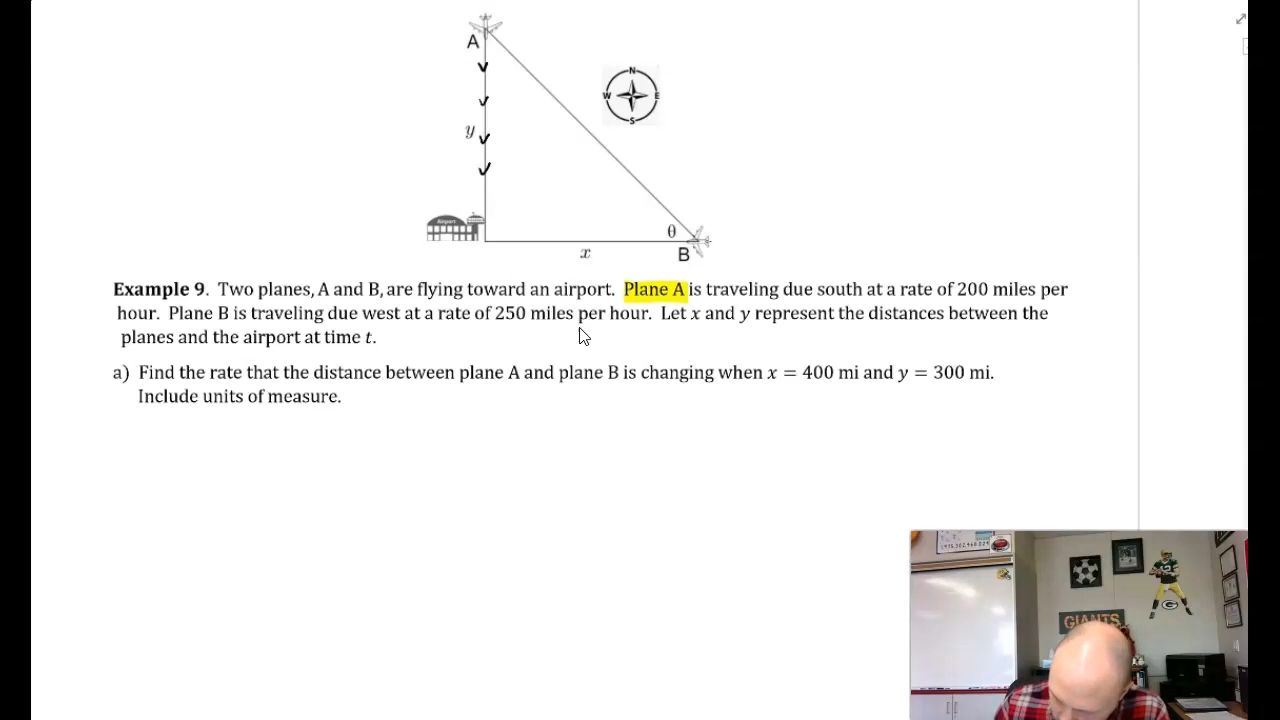 A
N
W
E
S
y
Airport
θ
x
B
Example 9. Two planes, A and B, are flying toward an airport. Plane A is traveling due south at a rate of 200 miles per
hour. Plane B is traveling due west at a rate of 250 miles per hour. Let x and y represent the distances between the
planes and the airport at time t.
a) Find the rate that the distance between plane A and plane B is changing when x = 400 mi and y = 300 mi.
Include units of measure.
12
G
GIANTS